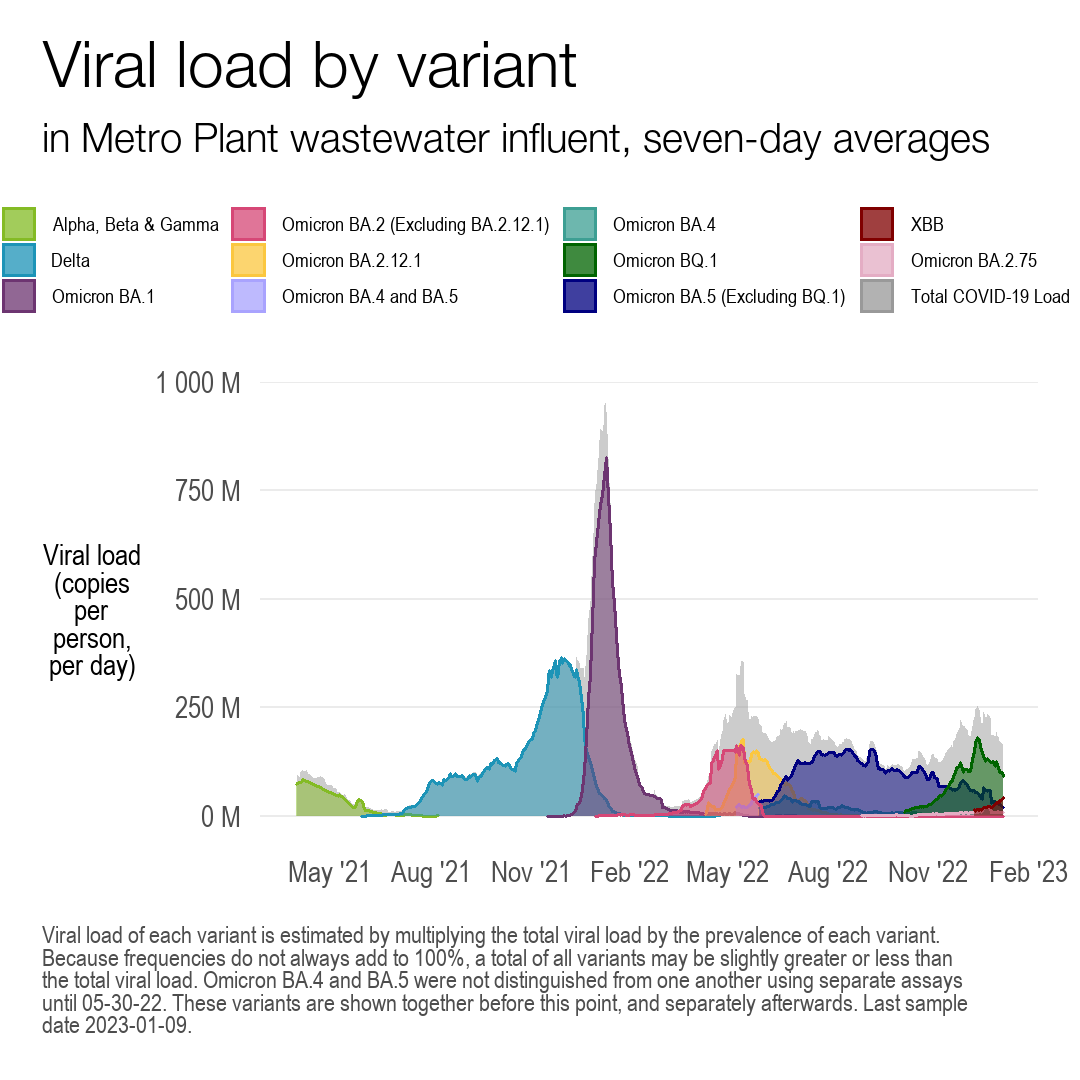 Viral load by variant
in Metro Plant wastewater influent, seven-day averages
Alpha, Beta & Gamma
Omicron BA.2 (Excluding BA.2.12.1)
Omicron BA.4
XBB
Delta
Omicron BA.2.12.1
Omicron BQ.1
Omicron BA.2.75
Omicron BA.1
Omicron BA.4 and BA.5
Omicron BA.5 (Excluding BQ.1)
Total COVID-19 Load
1 000 M
750 M
500 M
250 M
0 M
Viral load
(copies
per
person,
per day)
May '21
Aug '21
Nov '21
Feb '22
May '22
Aug '22
Nov '22
Feb '23
Viral load of each variant is estimated by multiplying the total viral load by the prevalence of each variant.
Because frequencies do not always add to 100%, a total of all variants may be slightly greater or less than
the total viral load. Omicron BA.4 and BA.5 were not distinguished from one another using separate assays
until 05-30-22. These variants are shown together before this point, and separately afterwards. Last sample
date 2023-01-09.